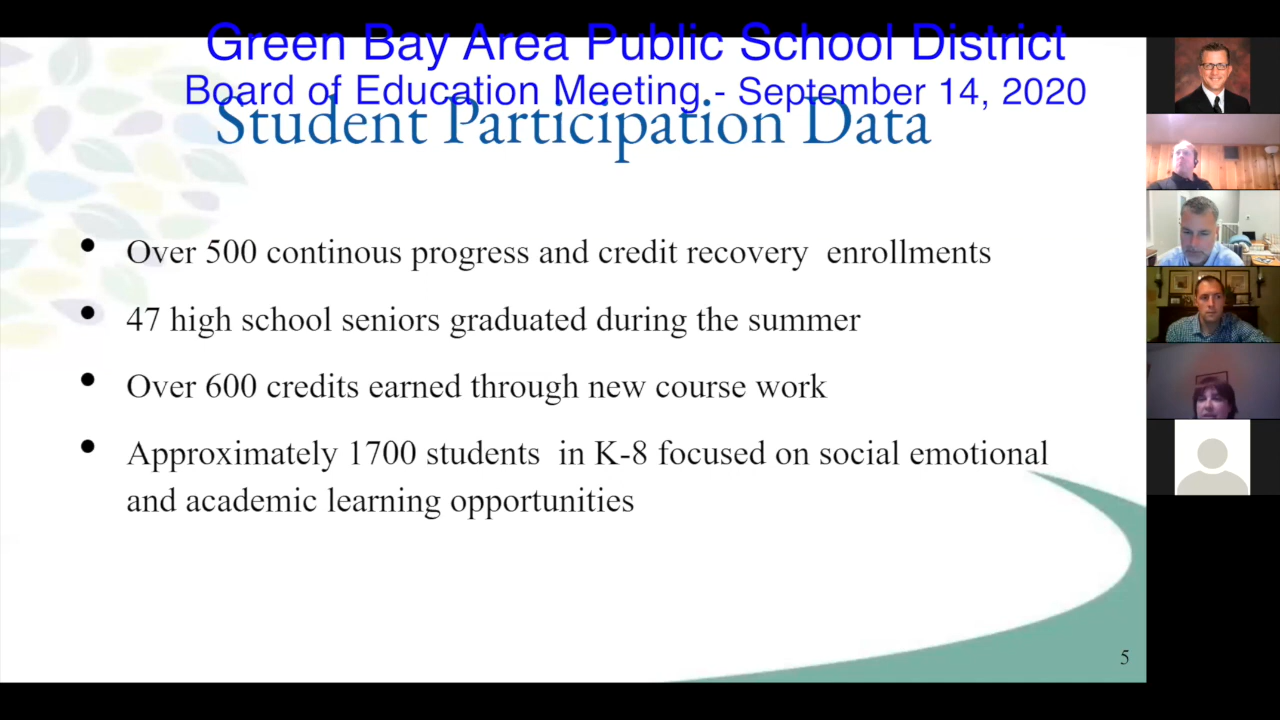 Green Bay Area Public School District
Board of Education Meeting - September 14, 2020
Student Participation Data
• Over 500 continous progress and credit recovery enrollments
• 47 high school seniors graduated during the summer
• Over 600 credits earned through new course work
• Approximately 1700 students in K-8 focused on social emotional
and academic learning opportunities
5